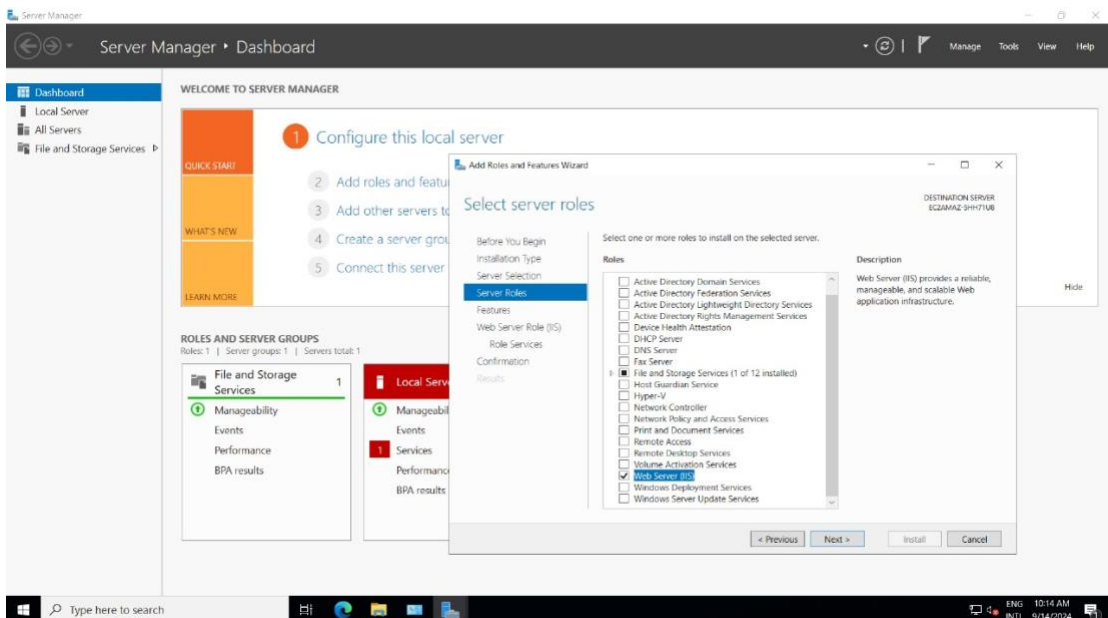 Server Manager
Server Manager • Dashboard
Manage Tools View Help
Dashboard
Local Server
All Servers
File and Storage Services
WELCOME TO SERVER MANAGER
QUICK START
WHAT'S NEW
LEARN MORE
1 Configure this local server
2 Add roles and featu
3 Add other servers to
4 Create a server grou
5 Connect this server
Hide
ROLES AND SERVER GROUPS
Roles: 1 | Server groups: 1 | Servers total: 1
File and Storage Services 1
Manageability
Events
Performance
BPA results
Local Serv
Manageabil
Events
1 Services
Performance
BPA results
Add Roles and Features Wizard
Select server roles
DESTINATION SERVER
Before You Begin
Installation Type
Server Selection
Server Roles
Features
Web Server Role (IIS)
Role Services
Confirmation
Results
Select one or more roles to install on the selected server.
Roles
Active Directory Domain Services
Active Directory Federation Services
Active Directory Lightweight Directory Services
Active Directory Rights Management Services
Device Health Attestation
DHCP Server
DNS Server
Fax Server
File and Storage Services (1 of 12 installed)
Host Guardian Service
Hyper-V
Network Controller
Network Policy and Access Services
Print and Document Services
Remote Access
Remote Desktop Services
Volume Activation Services
Web Server (IIS)
Windows Deployment Services
Windows Server Update Services
Description
Web Server (IIS) provides a reliable,
manageable, and scalable Web
application infrastructure.
< Previous Next > Install Cancel
Type here to search
ENG 10:14 AM
INTL 9/14/2024